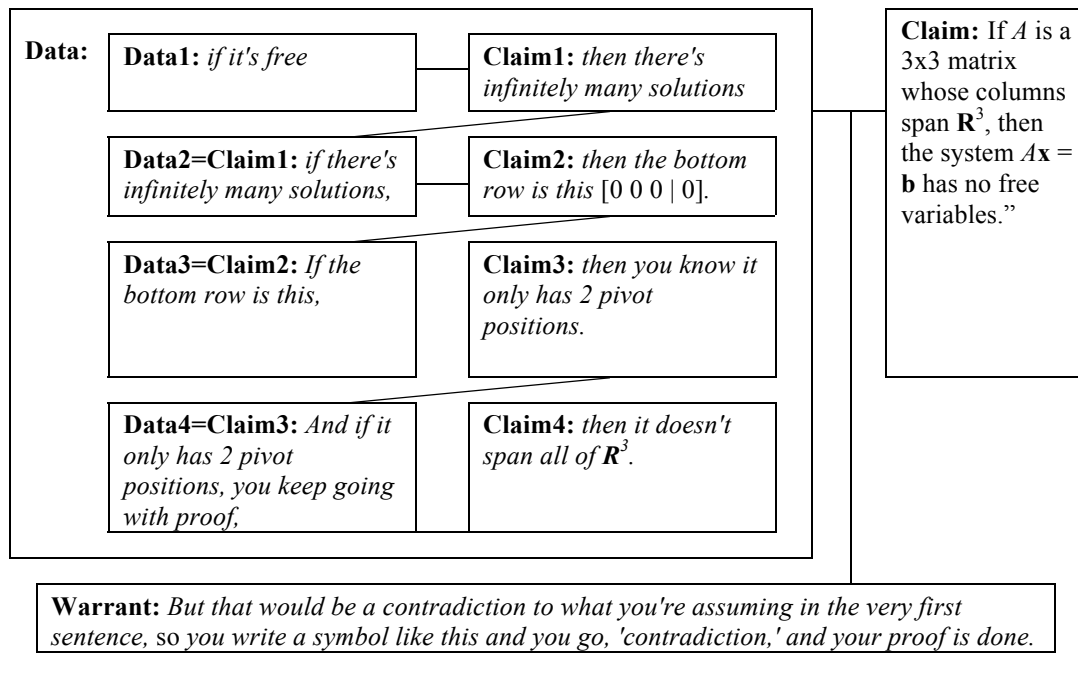 Data:
Data1: if it's free
Claim1: then there's
infinitely many solutions
Data2=Claim1: if there's
infinitely many solutions,
Claim2: then the bottom
row is this [0 0 0 | 0].
Data3=Claim2: If the
bottom row is this,
Claim3: then you know it
only has 2 pivot
positions.
Data4=Claim3: And if it
only has 2 pivot
positions, you keep going
with proof,
Claim4: then it doesn't
span all of R³.
Claim: If A is a
3x3 matrix
whose columns
span R³, then
the system Ax =
b has no free
variables.”
Warrant: But that would be a contradiction to what you're assuming in the very first
sentence, so you write a symbol like this and you go, 'contradiction,' and your proof is done.